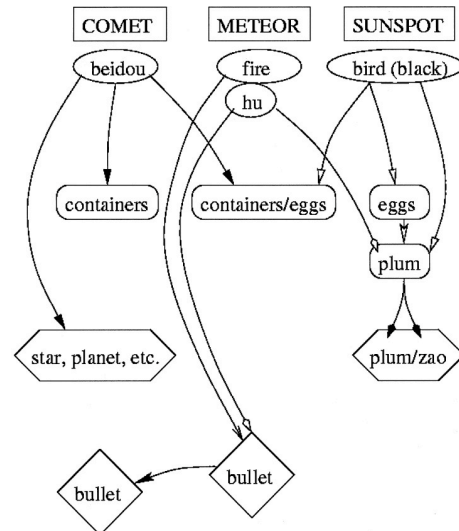 COMET METEOR SUNSPOT
beidou fire bird (black)
hu
containers containers/eggs eggs
plum
star, planet, etc. plum/zao
bullet
bullet